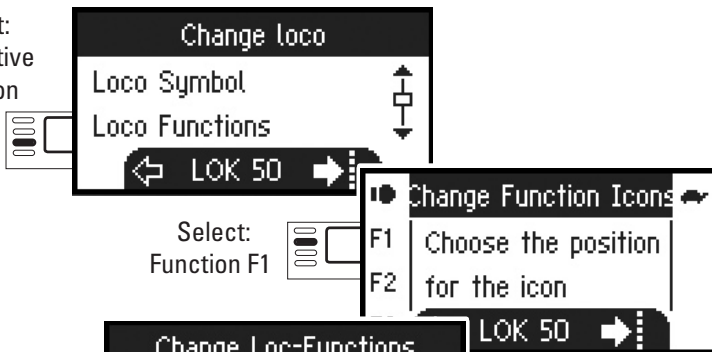 Change loco
Loco Symbol
Loco Functions
LOK 50
Select:
Function F1
Change Function Icons
F1
Choose the position
F2
for the icon
LOK 50
Change Loc-Functions